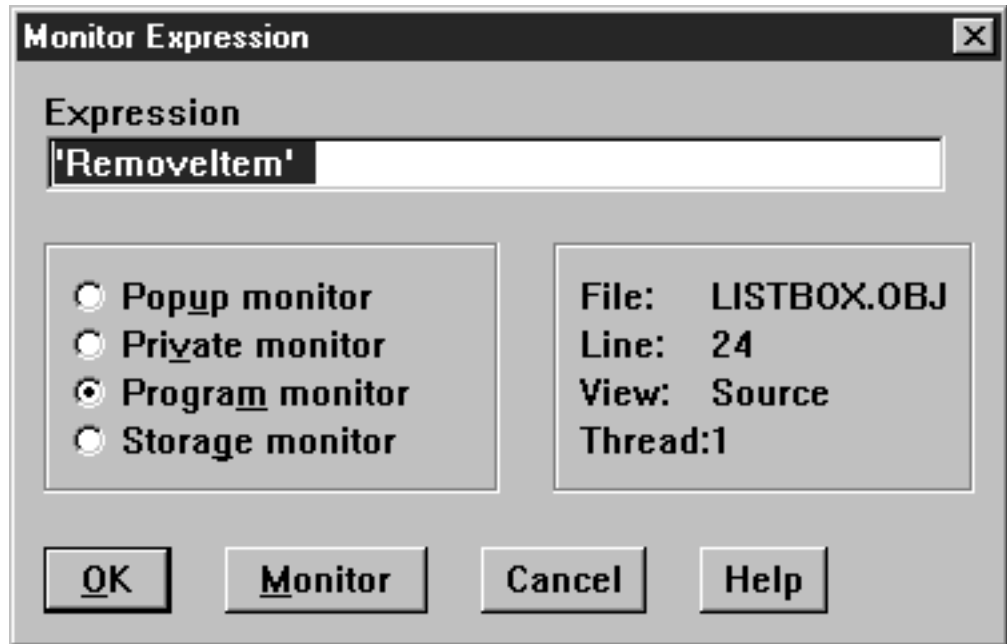 Monitor Expression
Expression
'RemoveItem'
Popup monitor
Private monitor
Program monitor
Storage monitor
File: LISTBOX.OBJ
Line: 24
View: Source
Thread:1
OK Monitor Cancel Help